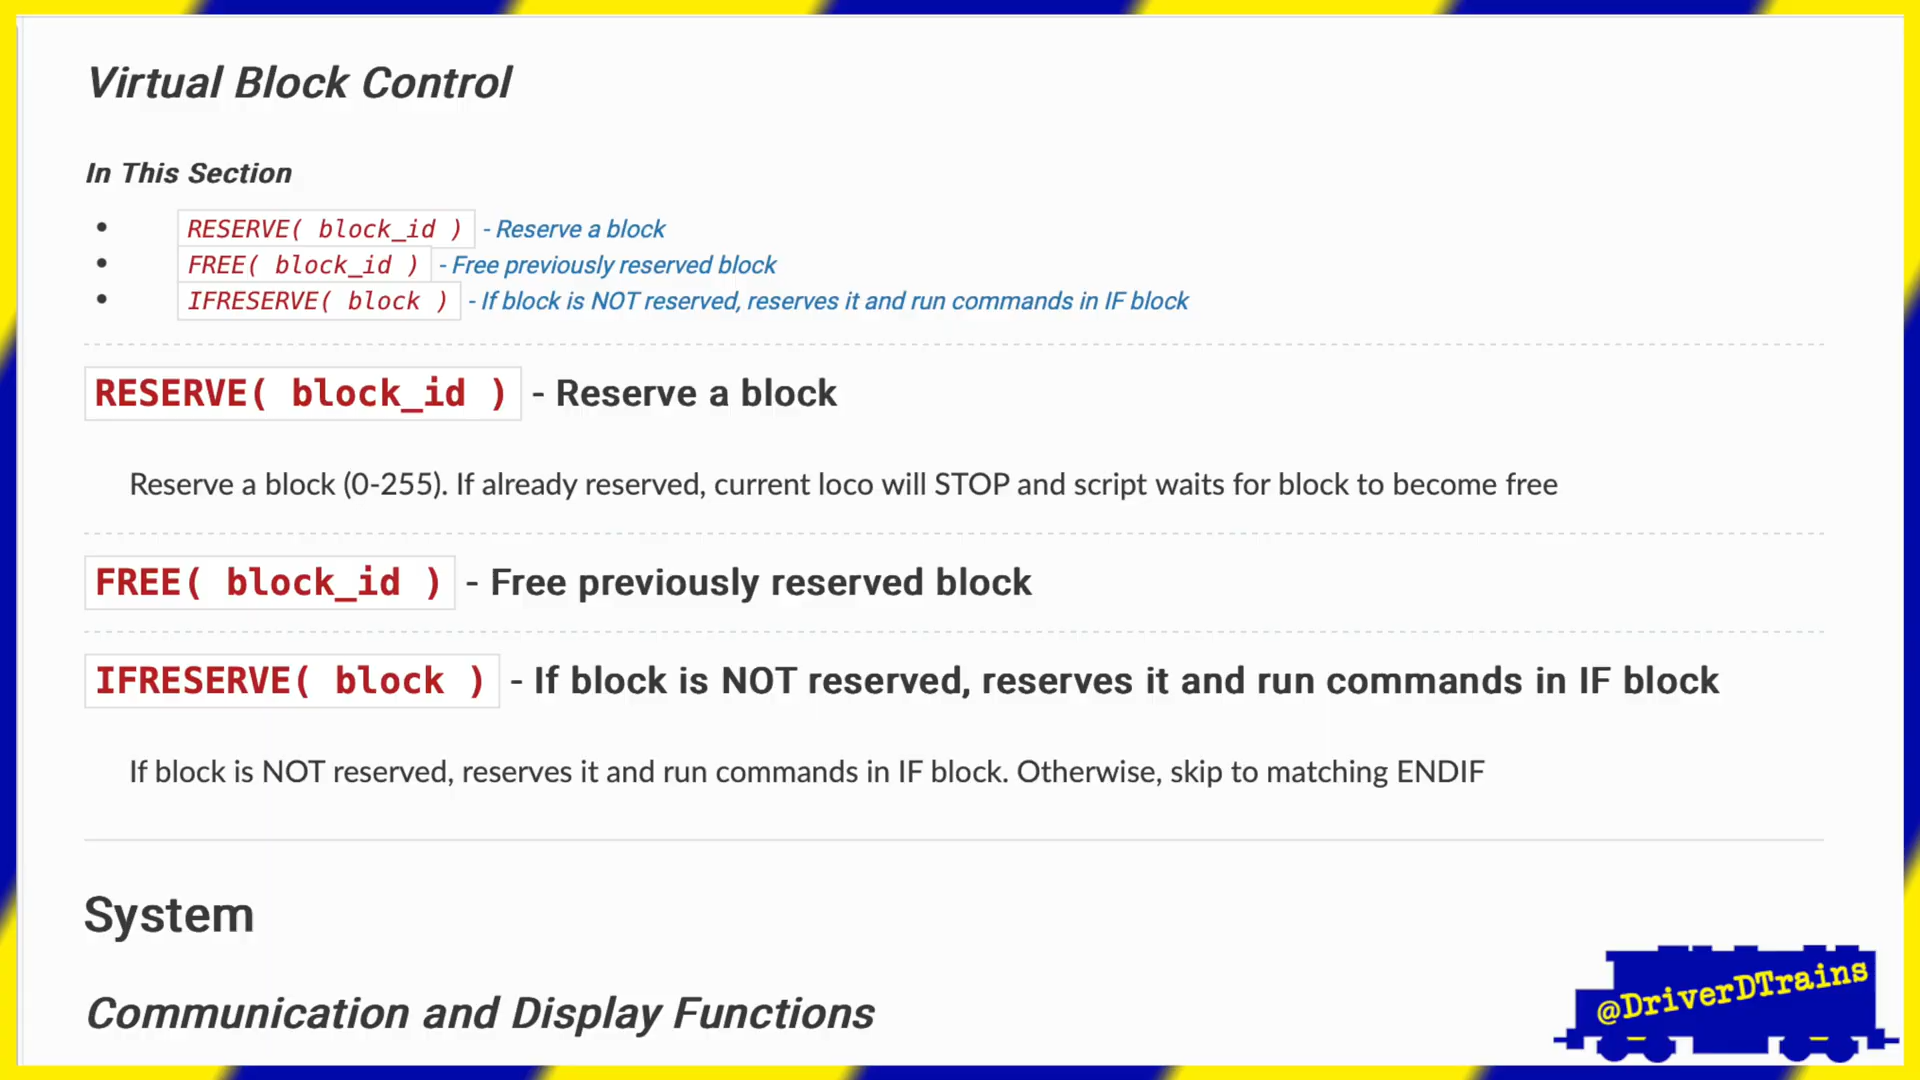 Virtual Block Control
In This Section
• RESERVE( block_id ) - Reserve a block
• FREE( block_id ) - Free previously reserved block
• IFRESERVE( block ) - If block is NOT reserved, reserves it and run commands in IF block
RESERVE( block_id ) - Reserve a block
Reserve a block (0-255). If already reserved, current loco will STOP and script waits for block to become free
FREE( block_id ) - Free previously reserved block
IFRESERVE( block ) - If block is NOT reserved, reserves it and run commands in IF block
If block is NOT reserved, reserves it and run commands in IF block. Otherwise, skip to matching ENDIF
System
Communication and Display Functions
@DriverDTrains